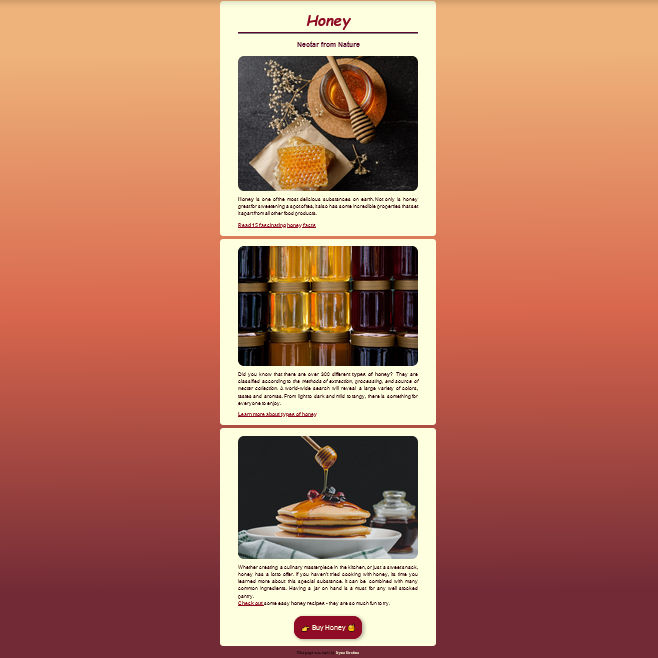 Honey
Nectar from Nature
Honey is one of the most delicious substances on earth. Not only is honey
great for sweetening a spot of tea, it also has some incredible properties that set
it apart from all other food products.
Read 15 fascinating honey facts
Did you know that there are over 300 different types of honey? They are
classified according to the methods of extraction, processing, and source of
nectar collection. A world-wide search will reveal a large variety of colors,
tastes and aromas. From light to dark and mild to tangy, there is something for
everyone to enjoy.
Learn more about types of honey
Whether creating a culinary masterpiece in the kitchen, or just a sweet snack,
honey has a lot to offer. If you haven't tried cooking with honey, its time you
learned more about this special substance. It can be combined with many
common ingredients. Having a jar on hand is a must for any well stocked
pantry.
Check out some easy honey recipes - they are so much fun to try.
👉 Buy Honey 🍯
This page was built by